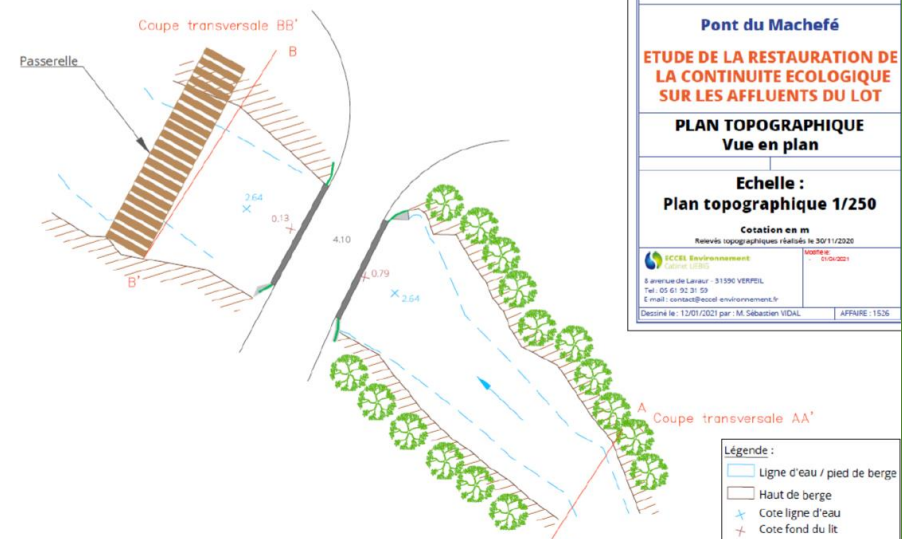 Coupe transversale BB'
B
Passerelle
2.64
0.13
4.10
B'
0.79
2.64
A
Coupe transversale AA'
Pont du Machefé
ETUDE DE LA RESTAURATION DE
LA CONTINUITE ECOLOGIQUE
SUR LES AFFLUENTS DU LOT
PLAN TOPOGRAPHIQUE
Vue en plan
Echelle :
Plan topographique 1/250
Cotation en m
Relevés topographiques réalisés le 30/11/2020
ECCEL Environnement
8 avenue de Lavaur - 31590 VERFEIL
Tel : 05 61 92 31 59
E mail : contact@eccel-environnement.fr
Modifié le:
- 01/04/2021
Dessiné le : 12/01/2021 par : M. Sébastien VIDAL
AFFAIRE : 1526
Légende :
Ligne d'eau / pied de berge
Haut de berge
Cote ligne d'eau
Cote fond du lit